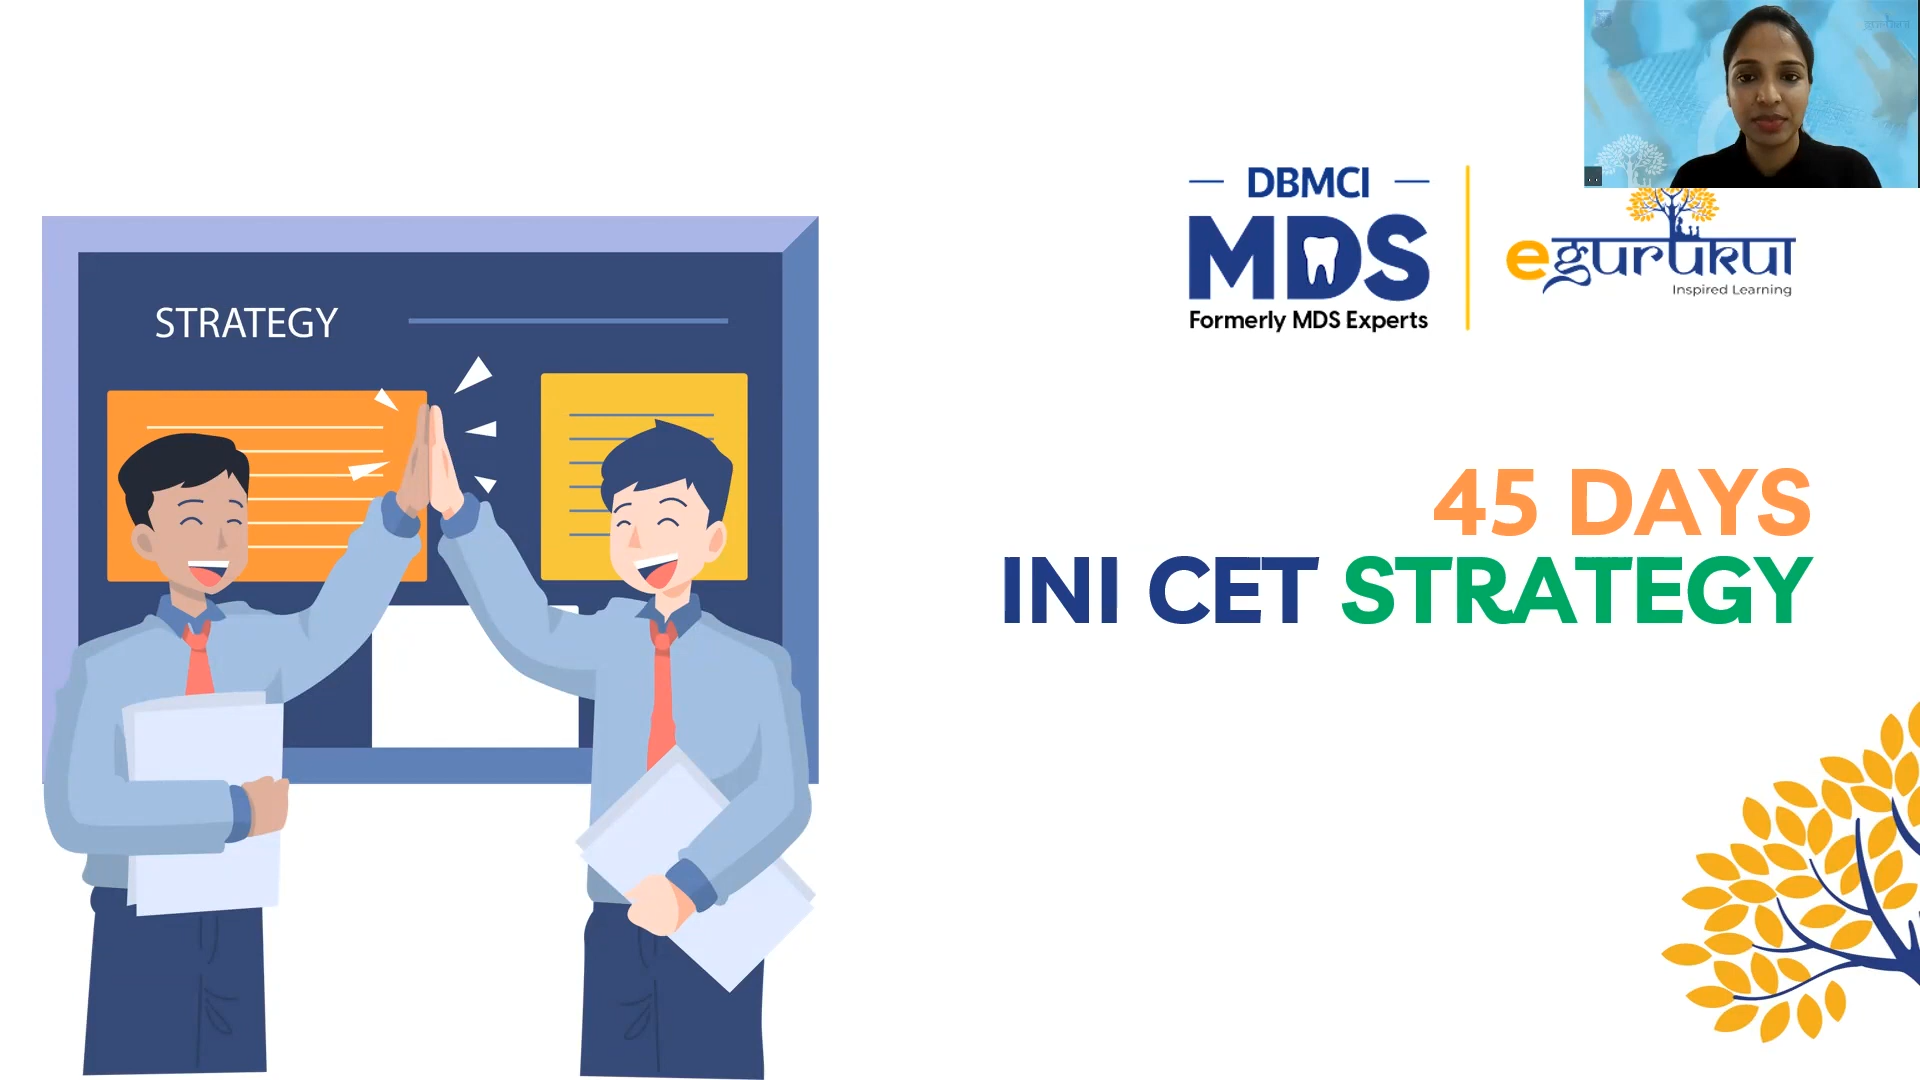 STRATEGY
DBMCI
MDS
Formerly MDS Experts
egurukul
Inspired Learning
45 DAYS
INI CET STRATEGY